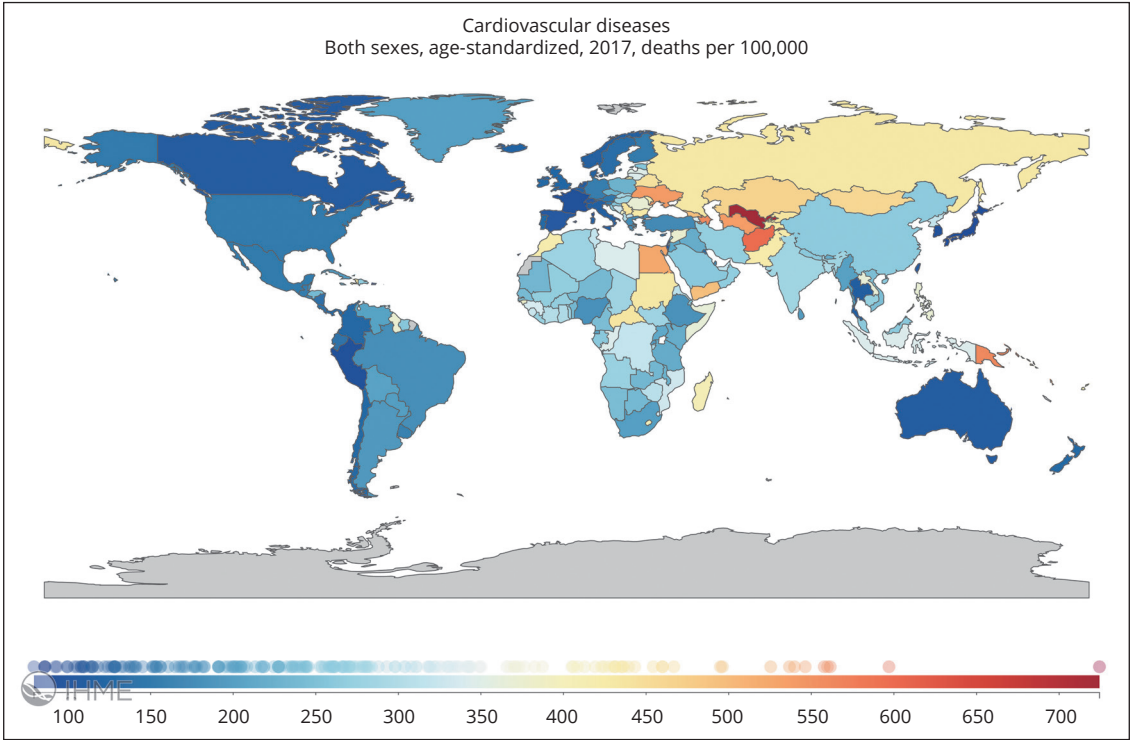 Cardiovascular diseases
Both sexes, age-standardized, 2017, deaths per 100,000
IHME
100 150 200 250 300 350 400 450 500 550 600 650 700